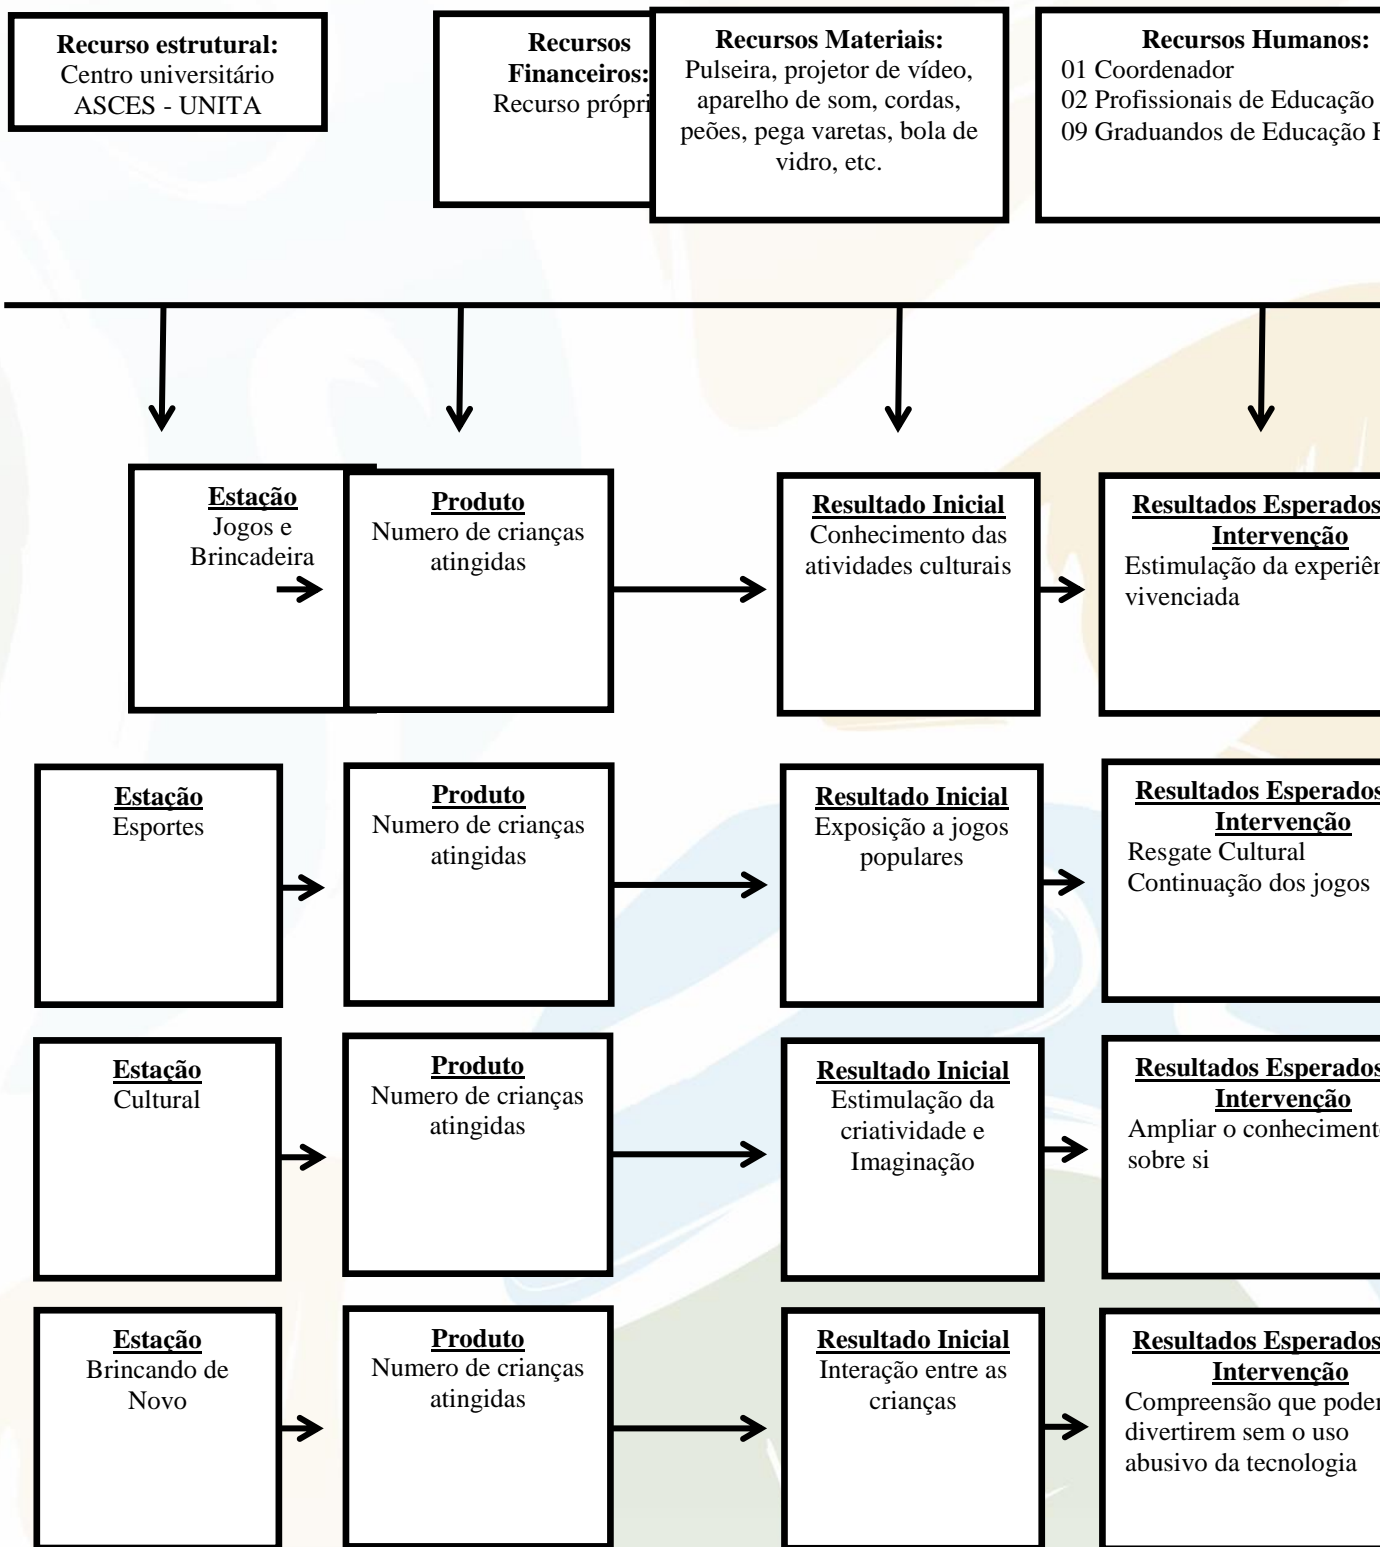 Recurso estrutural:
Centro universitário
ASCES - UNITA
Recursos
Financeiros:
Recurso
Recursos Materiais:
Pulseira, projetor de vídeo,
aparelho de som, cordas,
peões, pega varetas, bola de
vidro, etc.
Recursos Humanos:
01 Coordenador
02 Profissionais de Educação
09 Graduandos de Educação
Estação
Jogos e
Brincadeira
Produto
Numero de crianças
atingidas
Resultado Inicial
Conhecimento das
atividades culturais
Resultados Esperados
Intervenção
Estimulação da
vivenciada
Estação
Esportes
Produto
Numero de crianças
atingidas
Resultado Inicial
Exposição a jogos
populares
Resultados Esperados
Intervenção
Resgate Cultural
Continuação dos jogos
Estação
Cultural
Produto
Numero de crianças
atingidas
Resultado Inicial
Estimulação da
criatividade e
Imaginação
Resultados Esperados
Intervenção
Ampliar o
sobre si
Estação
Brincando de
Novo
Produto
Numero de crianças
atingidas
Resultado Inicial
Interação entre as
crianças
Resultados Esperados
Intervenção
Compreensão que
divertirem sem o uso
abusivo da tecnologia